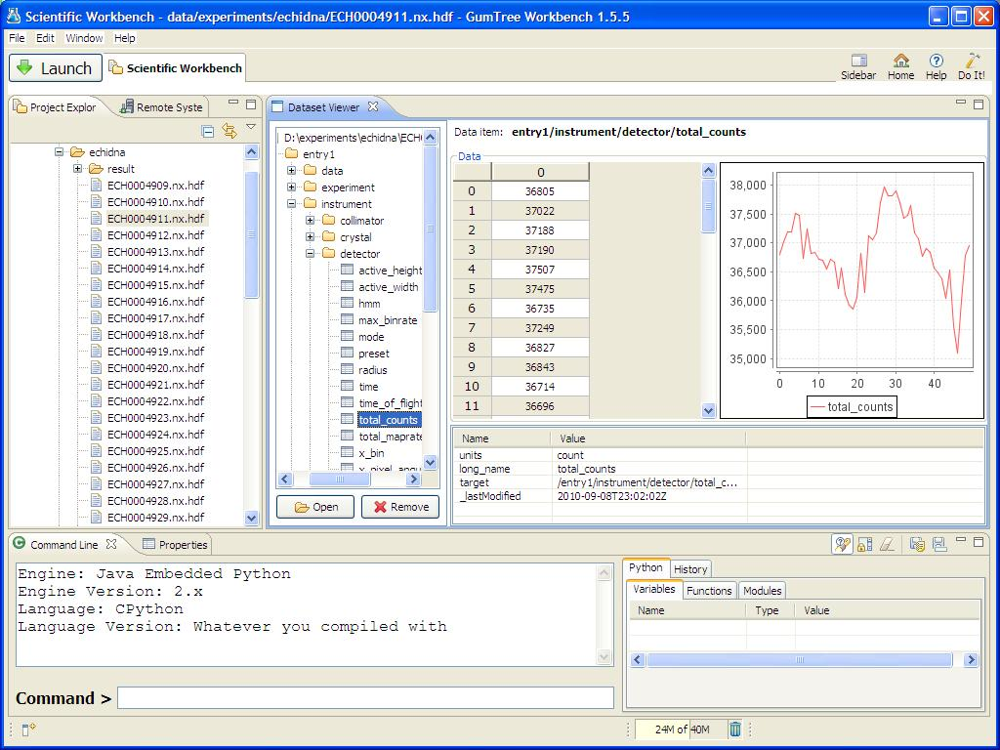 Scientific Workbench - data/experiments/echidna/ECH0004911.nx.hdf - GumTree Workbench 1.5.5
File Edit Window Help
Launch
Scientific Workbench
Sidebar Home Help Do It!
Project Explor
Remote Syste
echidna
result
ECH0004909.nx.hdf
ECH0004910.nx.hdf
ECH0004911.nx.hdf
ECH0004912.nx.hdf
ECH0004913.nx.hdf
ECH0004914.nx.hdf
ECH0004915.nx.hdf
ECH0004916.nx.hdf
ECH0004917.nx.hdf
ECH0004918.nx.hdf
ECH0004919.nx.hdf
ECH0004920.nx.hdf
ECH0004921.nx.hdf
ECH0004922.nx.hdf
ECH0004923.nx.hdf
ECH0004924.nx.hdf
ECH0004925.nx.hdf
ECH0004926.nx.hdf
ECH0004927.nx.hdf
ECH0004928.nx.hdf
ECH0004929.nx.hdf
Dataset Viewer
D:\experiments\echidna\ECH
entry1
data
experiment
instrument
collimator
crystal
detector
active_height
active_width
hmm
max_binrate
mode
preset
radius
time
time_of_flight
total_counts
total_maprate
x_bin
x_pixel_angu
Open
Remove
Data item: entry1/instrument/detector/total_counts
Data
0
0 36805
1 37022
2 37188
3 37190
4 37507
5 37475
6 36735
7 37249
8 36827
9 36843
10 36714
11 36696
38,000
37,500
37,000
36,500
36,000
35,500
35,000
0 10 20 30 40
total_counts
Name Value
units count
long_name total_counts
target /entry1/instrument/detector/total_c...
_lastModified 2010-09-08T23:02:02Z
Command Line
Properties
Engine: Java Embedded Python
Engine Version: 2.x
Language: CPython
Language Version: Whatever you compiled with
Command >
Python History
Variables Functions Modules
Name Type Value
24M of 40M